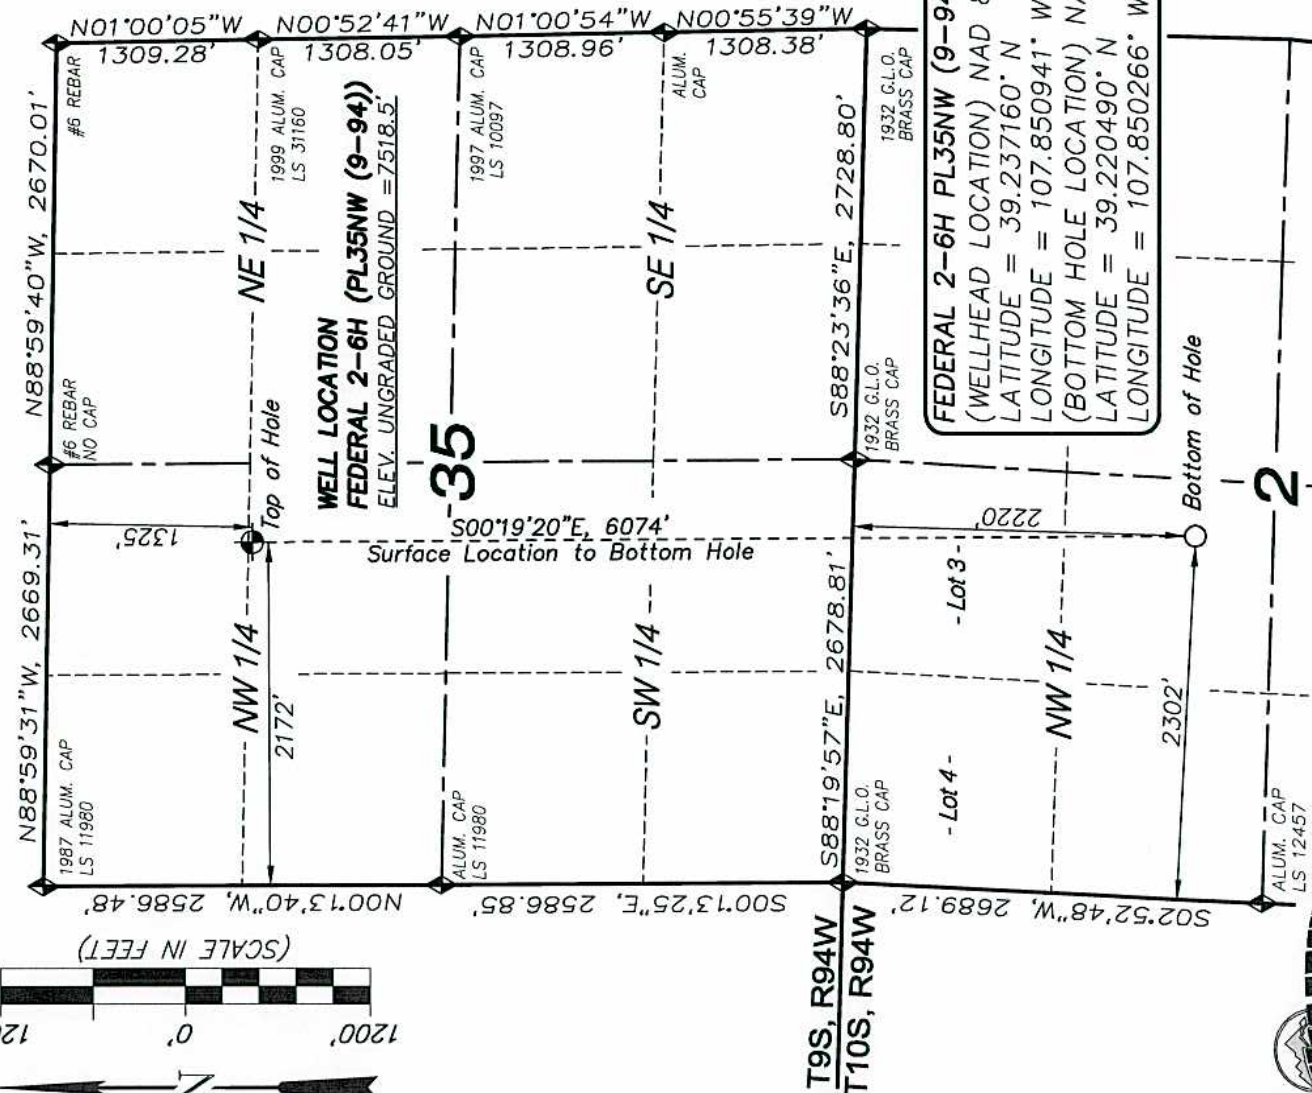 N01°00'05"W
1309.28'
N00°52'41"W
1308.05'
N01°00'54"W
1308.96'
N00°55'39"W
1308.38'
N88°59'40"W, 2670.01'
#6 REBAR
1999 ALUM. CAP
LS 31160
1997 ALUM. CAP
LS 10097
ALUM.
CAP
1932 G.L.O.
BRASS CAP
NE 1/4
SE 1/4
S88°23'36"E, 2728.80'
WELL LOCATION
FEDERAL 2-6H (PL35NW (9-94))
ELEV. UNGRADED GROUND =7518.5'
FEDERAL 2-6H PL35NW (9-94
(WELLHEAD LOCATION) NAD
LATITUDE = 39.237160° N
LONGITUDE = 107.850941° W
(BOTTOM HOLE LOCATION)
LATITUDE = 39.220490° N
LONGITUDE = 107.850266° W
#6 REBAR
NO CAP
Top of Hole
35
1932 G.L.O.
BRASS CAP
Bottom of Hole
2
1325'
S00°19'20"E, 6074'
Surface Location to Bottom Hole
2220'
N88°59'31"W, 2669.31'
NW 1/4
2172'
SW 1/4
S88°19'57"E, 2678.81'
- Lot 3 -
- Lot 4 -
NW 1/4
2302'
1987 ALUM. CAP
LS 11980
ALUM. CAP
LS 11980
1932 G.L.O.
BRASS CAP
ALUM. CAP
LS 12457
N00°13'40"W, 2586.48'
S00°13'25"E, 2586.85'
S02°52'48"W, 2689.12'
T9S, R94W
T10S, R94W
(SCALE IN FEET)
0'
1200'
N